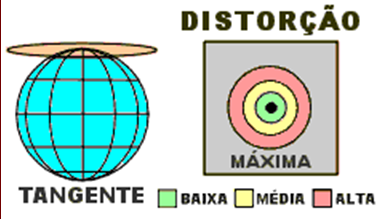 DISTORÇÃO
MÁXIMA
TANGENTE
BAIXA MÉDIA ALTA